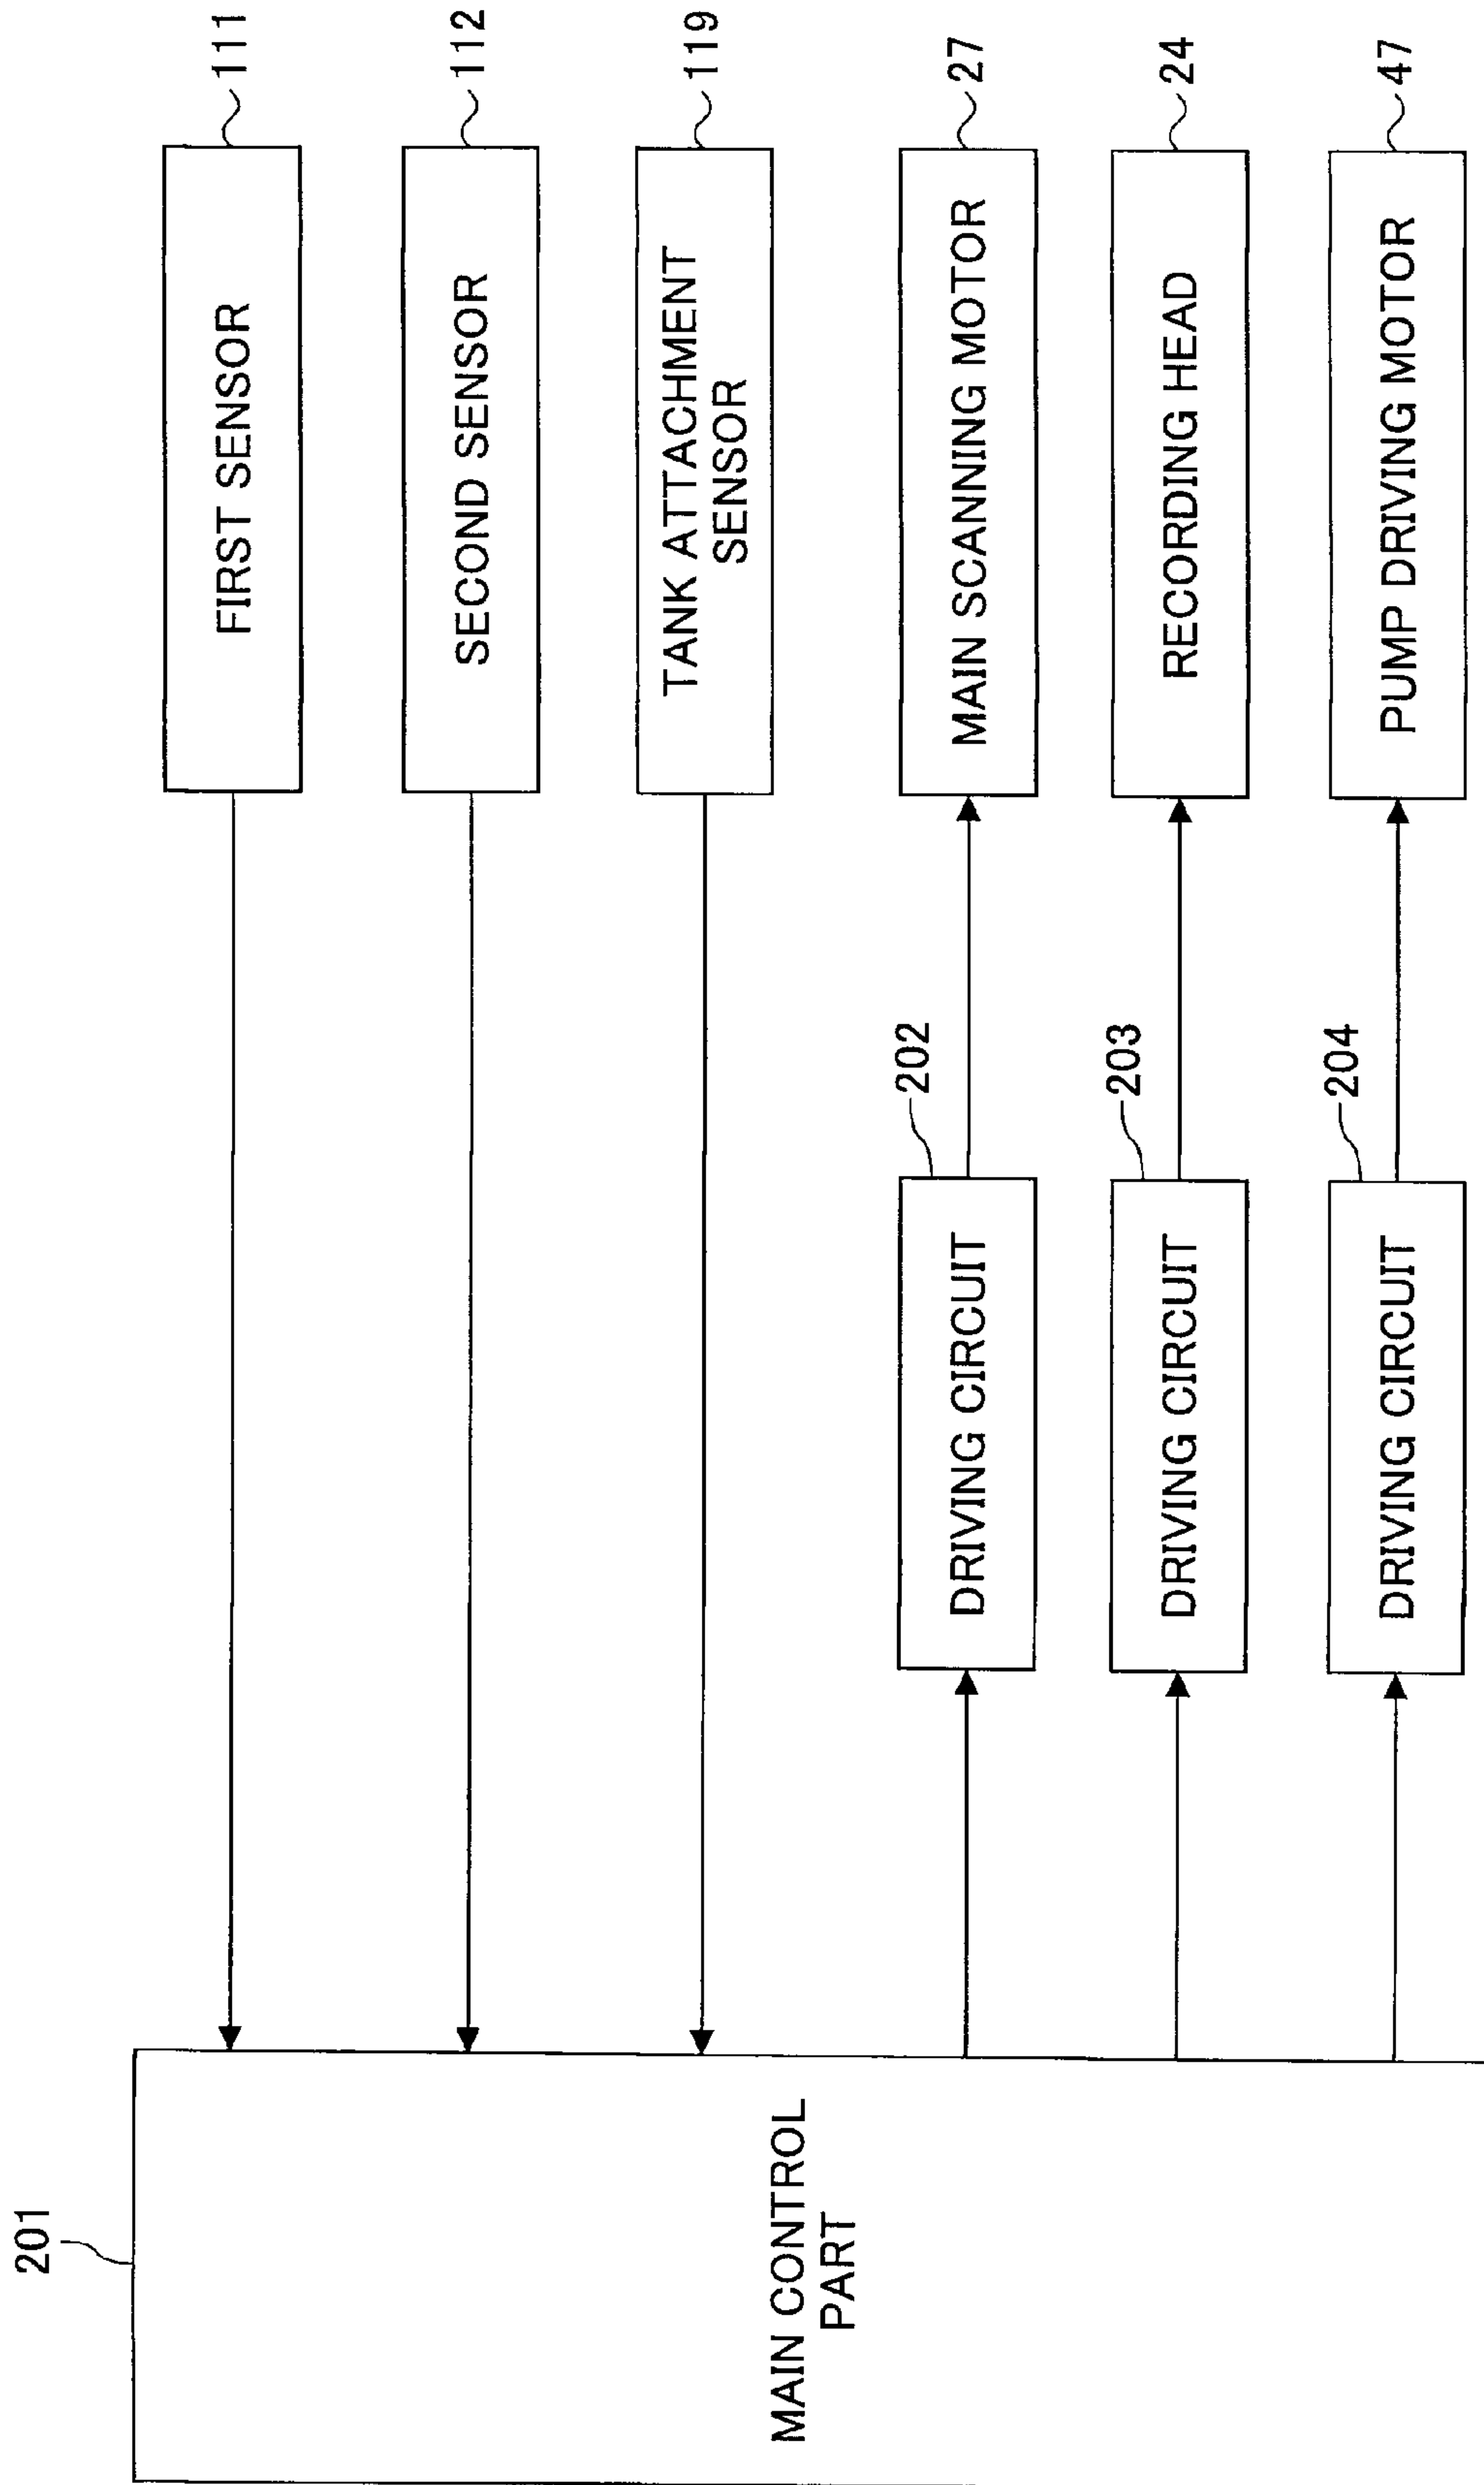 201
MAIN CONTROL
PART
FIRST SENSOR
111
SECOND SENSOR
112
TANK ATTACHMENT
SENSOR
119
DRIVING CIRCUIT
202
MAIN SCANNING MOTOR
27
DRIVING CIRCUIT
203
RECORDING HEAD
24
DRIVING CIRCUIT
204
PUMP DRIVING MOTOR
47